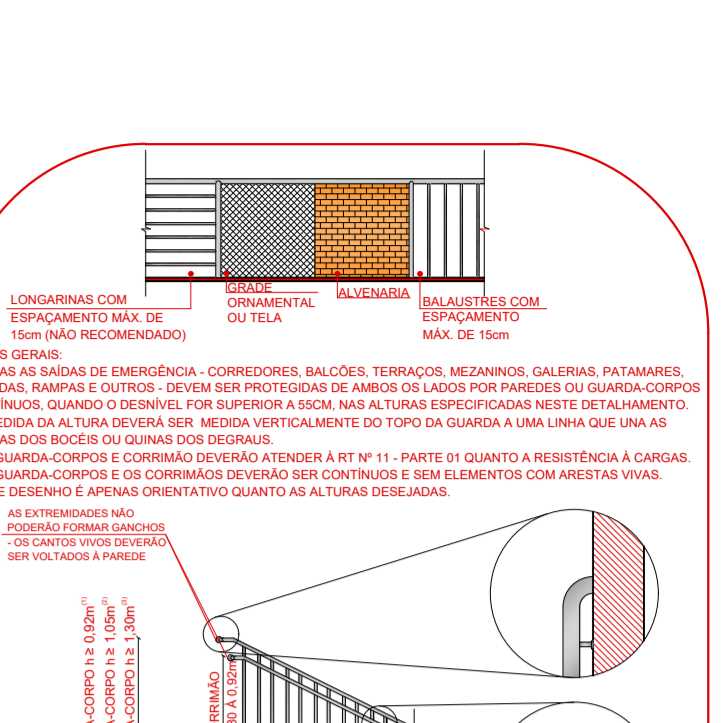 LONGARINAS COM
ESPAÇAMENTO MÁX. DE
15cm (NÃO RECOMENDADO)
GRADE
ORNAMENTAL
OU TELA
ALVENARIA
BALAUSTRES COM
ESPAÇAMENTO
MÁX. DE 15cm
S GERAIS:
AS AS SAÍDAS DE EMERGÊNCIA - CORREDORES, BALCÕES, TERRAÇOS, MEZANINOS, GALERIAS, PATAMARES,
DAS, RAMPAS E OUTROS - DEVEM SER PROTEGIDAS DE AMBOS OS LADOS POR PAREDES OU GUARDA-CORPOS
ÍNUOS, QUANDO O DESNÍVEL FOR SUPERIOR A 55CM, NAS ALTURAS ESPECIFICADAS NESTE DETALHAMENTO.
EDIDA DA ALTURA DEVERÁ SER MEDIDA VERTICALMENTE DO TOPO DA GUARDA A UMA LINHA QUE UNA AS
AS DOS BOCÉIS OU QUINAS DOS DEGRAUS.
GUARDA-CORPOS E CORRIMÃO DEVERÃO ATENDER À RT Nº 11 - PARTE 01 QUANTO A RESISTÊNCIA À CARGAS.
GUARDA-CORPOS E OS CORRIMÃOS DEVERÃO SER CONTÍNUOS E SEM ELEMENTOS COM ARESTAS VIVAS.
E DESENHO É APENAS ORIENTATIVO QUANTO AS ALTURAS DESEJADAS.
AS EXTREMIDADES NÃO
PODERÃO FORMAR GANCHOS
- OS CANTOS VIVOS DEVERÃO
SER VOLTADOS À PAREDE
A-CORPO h ≥ 0,92m⁽¹⁾
A-CORPO h ≥ 1,05m⁽²⁾
A-CORPO h ≥ 1,30m⁽³⁾
RRIMÃO
80 À 0,92m